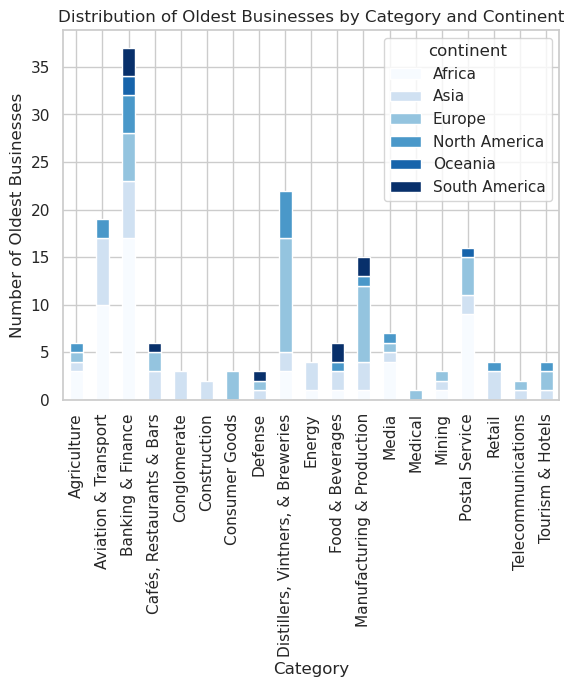 Distribution of Oldest Businesses by Category and Continent
continent
Africa
Asia
Europe
North America
Oceania
South America
Number of Oldest Businesses
35
30
25
20
15
10
5
0
Agriculture
Aviation & Transport
Banking & Finance
Cafés, Restaurants & Bars
Conglomerate
Construction
Consumer Goods
Defense
Distillers, Vintners, & Breweries
Energy
Food & Beverages
Manufacturing & Production
Media
Medical
Mining
Postal Service
Retail
Telecommunications
Tourism & Hotels
Category